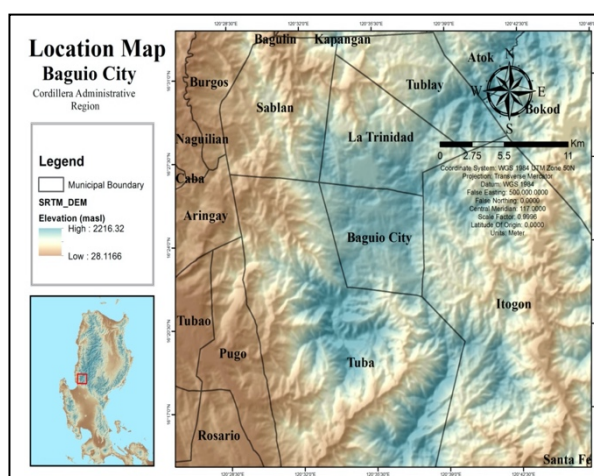 Location Map
Baguio City
Cordillera Administrative
Region
Legend
Municipal Boundary
SRTM_DEM
Elevation (masl)
High : 2216.32
Low : 28.1166
Bagulin
Kapangan
Atok
N
Burgos
Tublay
W
E
Bokod
Sablan
La Trinidad
S
Naguilian
Km
0
2.75
5.5
11
Coordinate System: WGS 1984 UTM Zone 50N
Projection: Transverse Mercator
Datum: WGS 1984
False Easting: 500,000.0000
False Northing: 0.0000
Central Meridian: 117.0000
Scale Factor: 0.9996
Latitude Of Origin: 0.0000
Units: Meter
Caba
Aringay
Baguio City
Itogon
Tubao
Pugo
Tuba
Rosario
Santa Fe